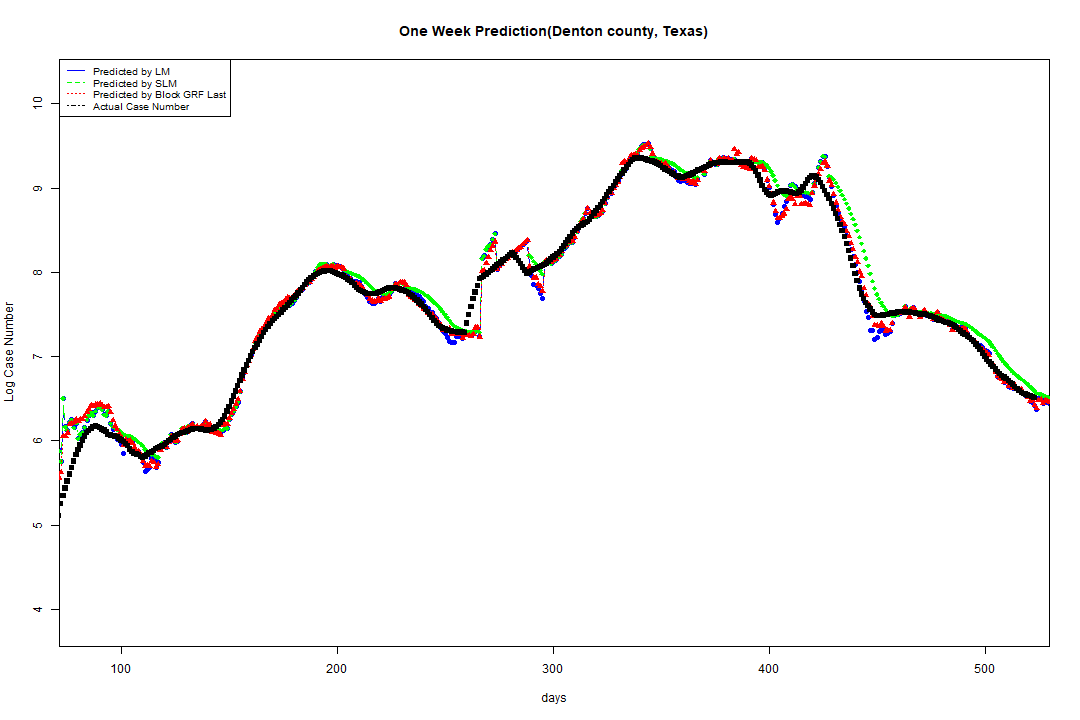 One Week Prediction(Denton county, Texas)
Predicted by LM
Predicted by SLM
Predicted by Block GRF Last
Actual Case Number
10
9
8
7
6
5
4
Log Case Number
100
200
300
400
500
days